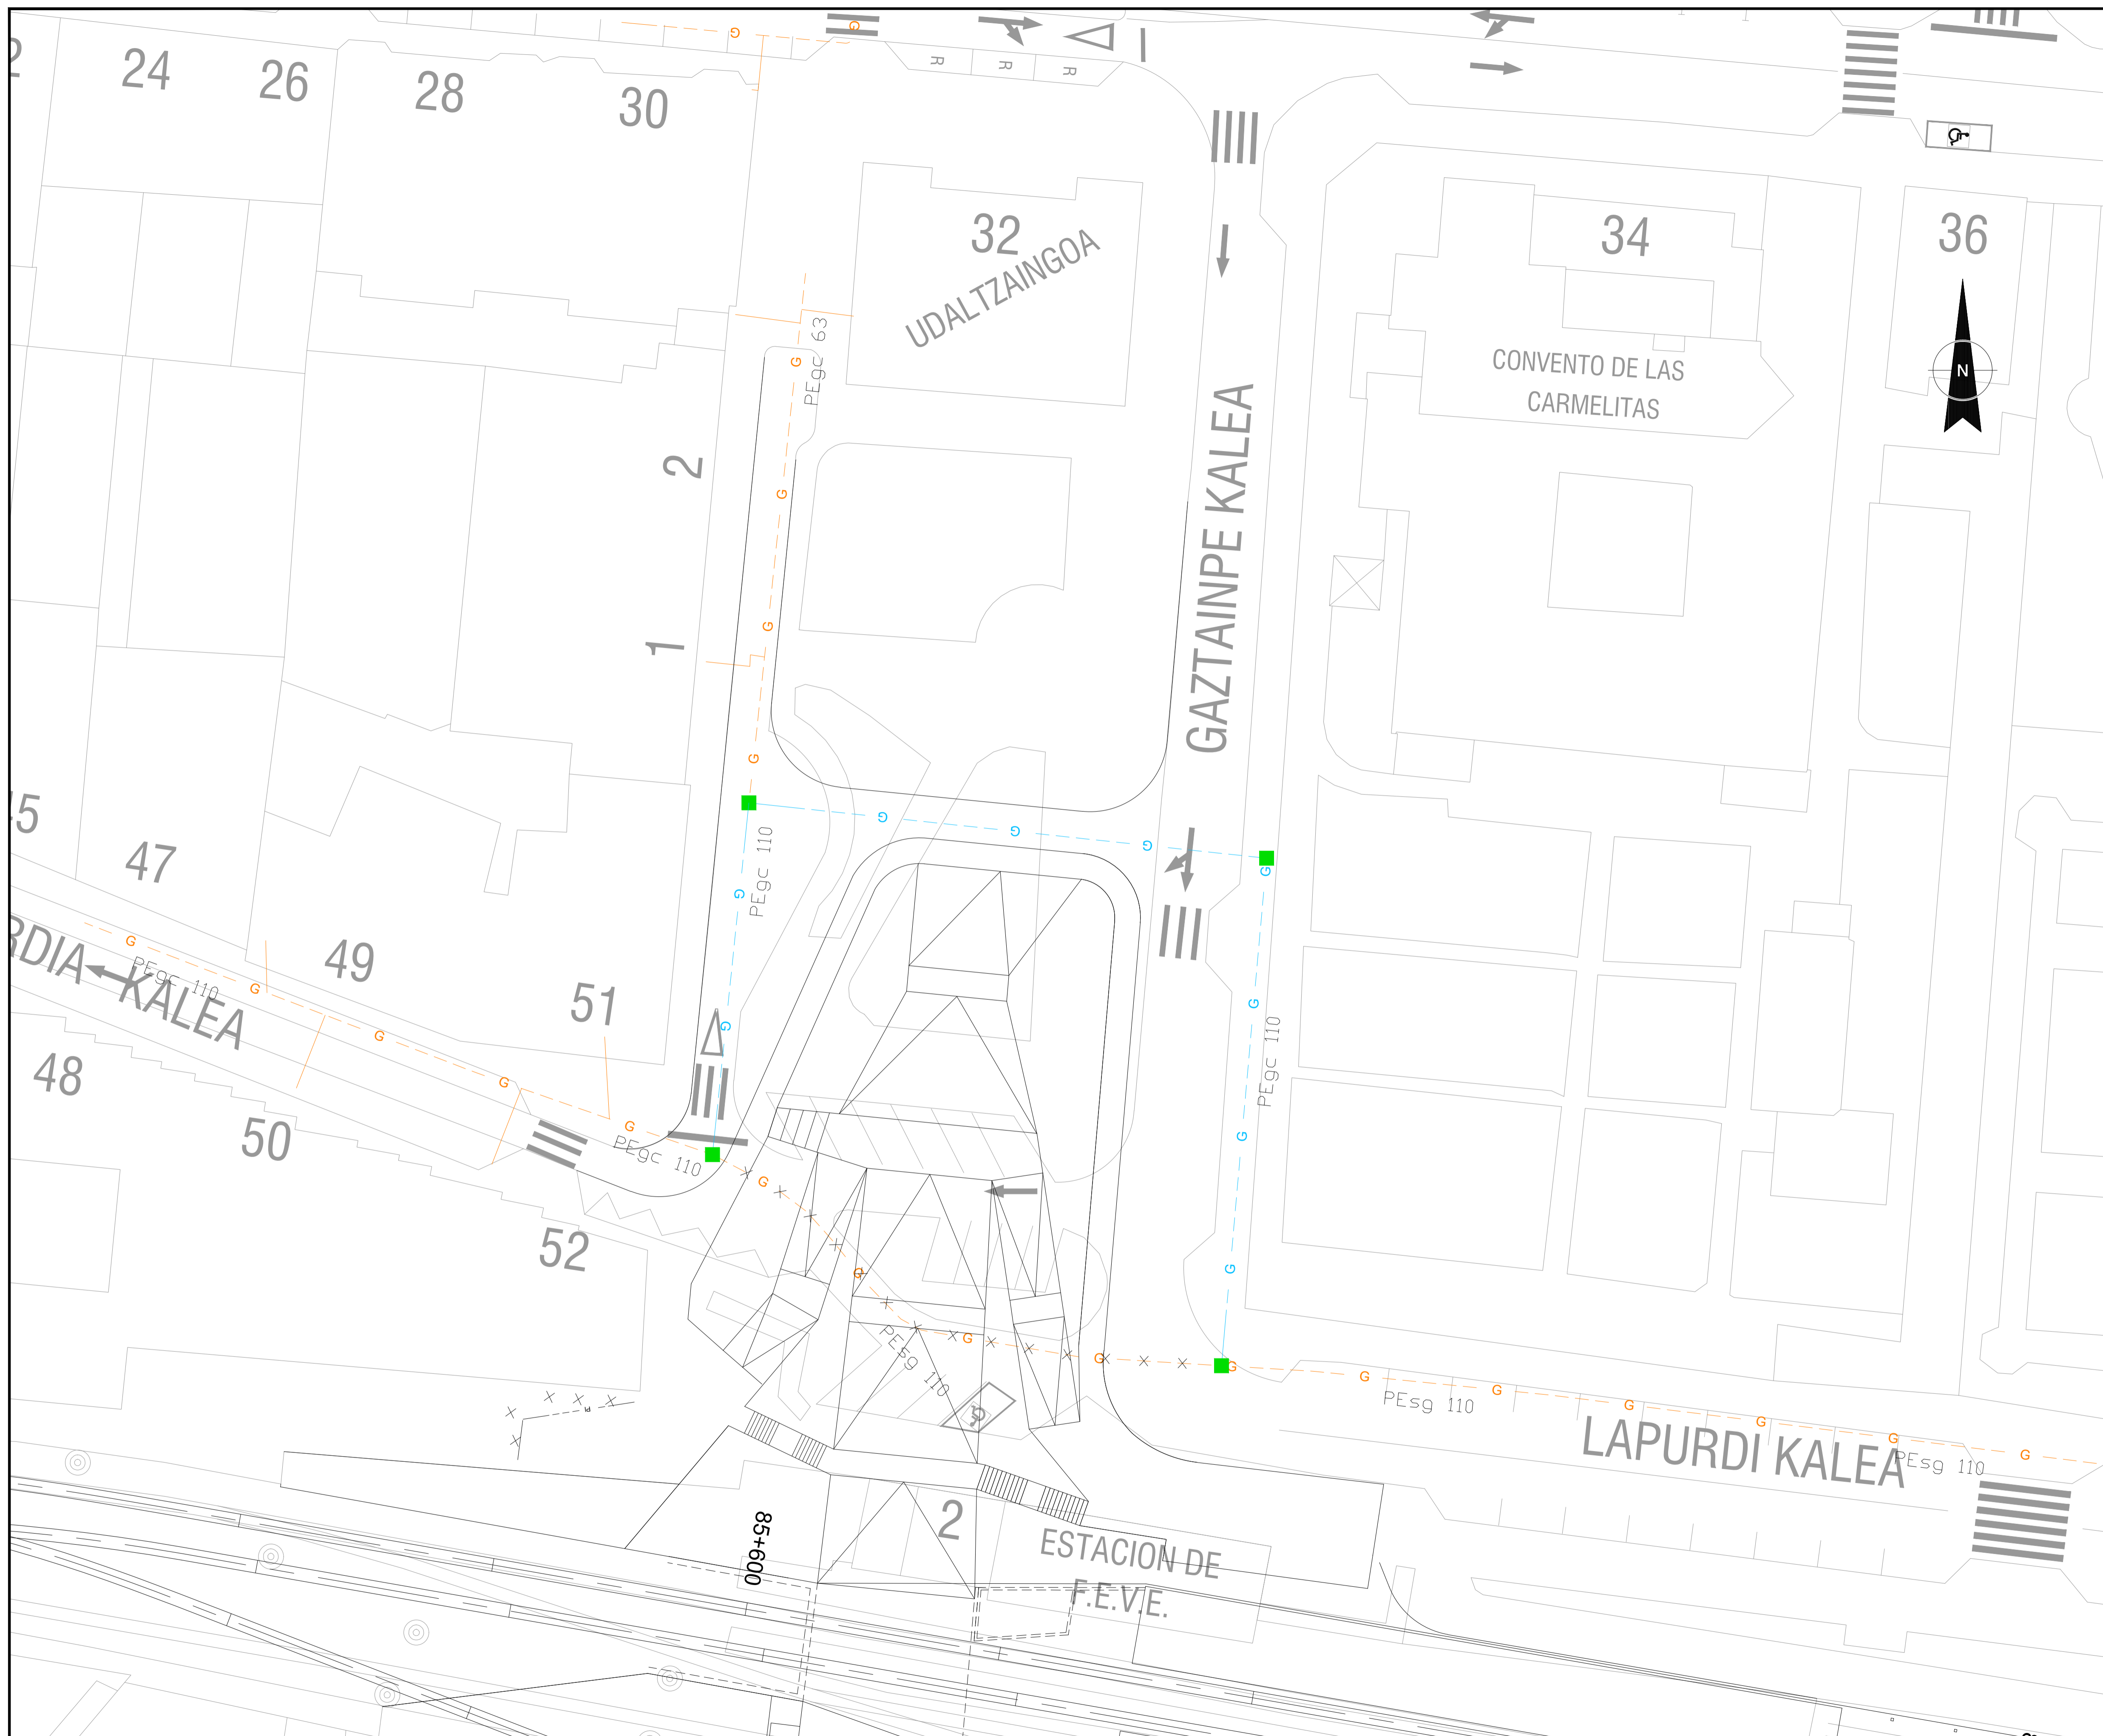 24
26
28
30
R
R
R
32
UDALTZAINGOA
34
36
CONVENTO DE LAS
CARMELITAS
N
G
G
PEgc 63
G
G
G
G
2
1
GAZTAINPE KALEA
PEgc 110
G
G
G
G
G
G
G
G
G
PEgc 110
47
49
51
RDIA KALEA
PEgc 110
G
G
G
G
G
PEgc 110
48
50
52
G
G
G
G
PEsg 110
G
G
G
G
G
G
G
PEsg 110
LAPURDI KALEA
PEsg 110
85+600
2
ESTACION DE
F.E.V.E.